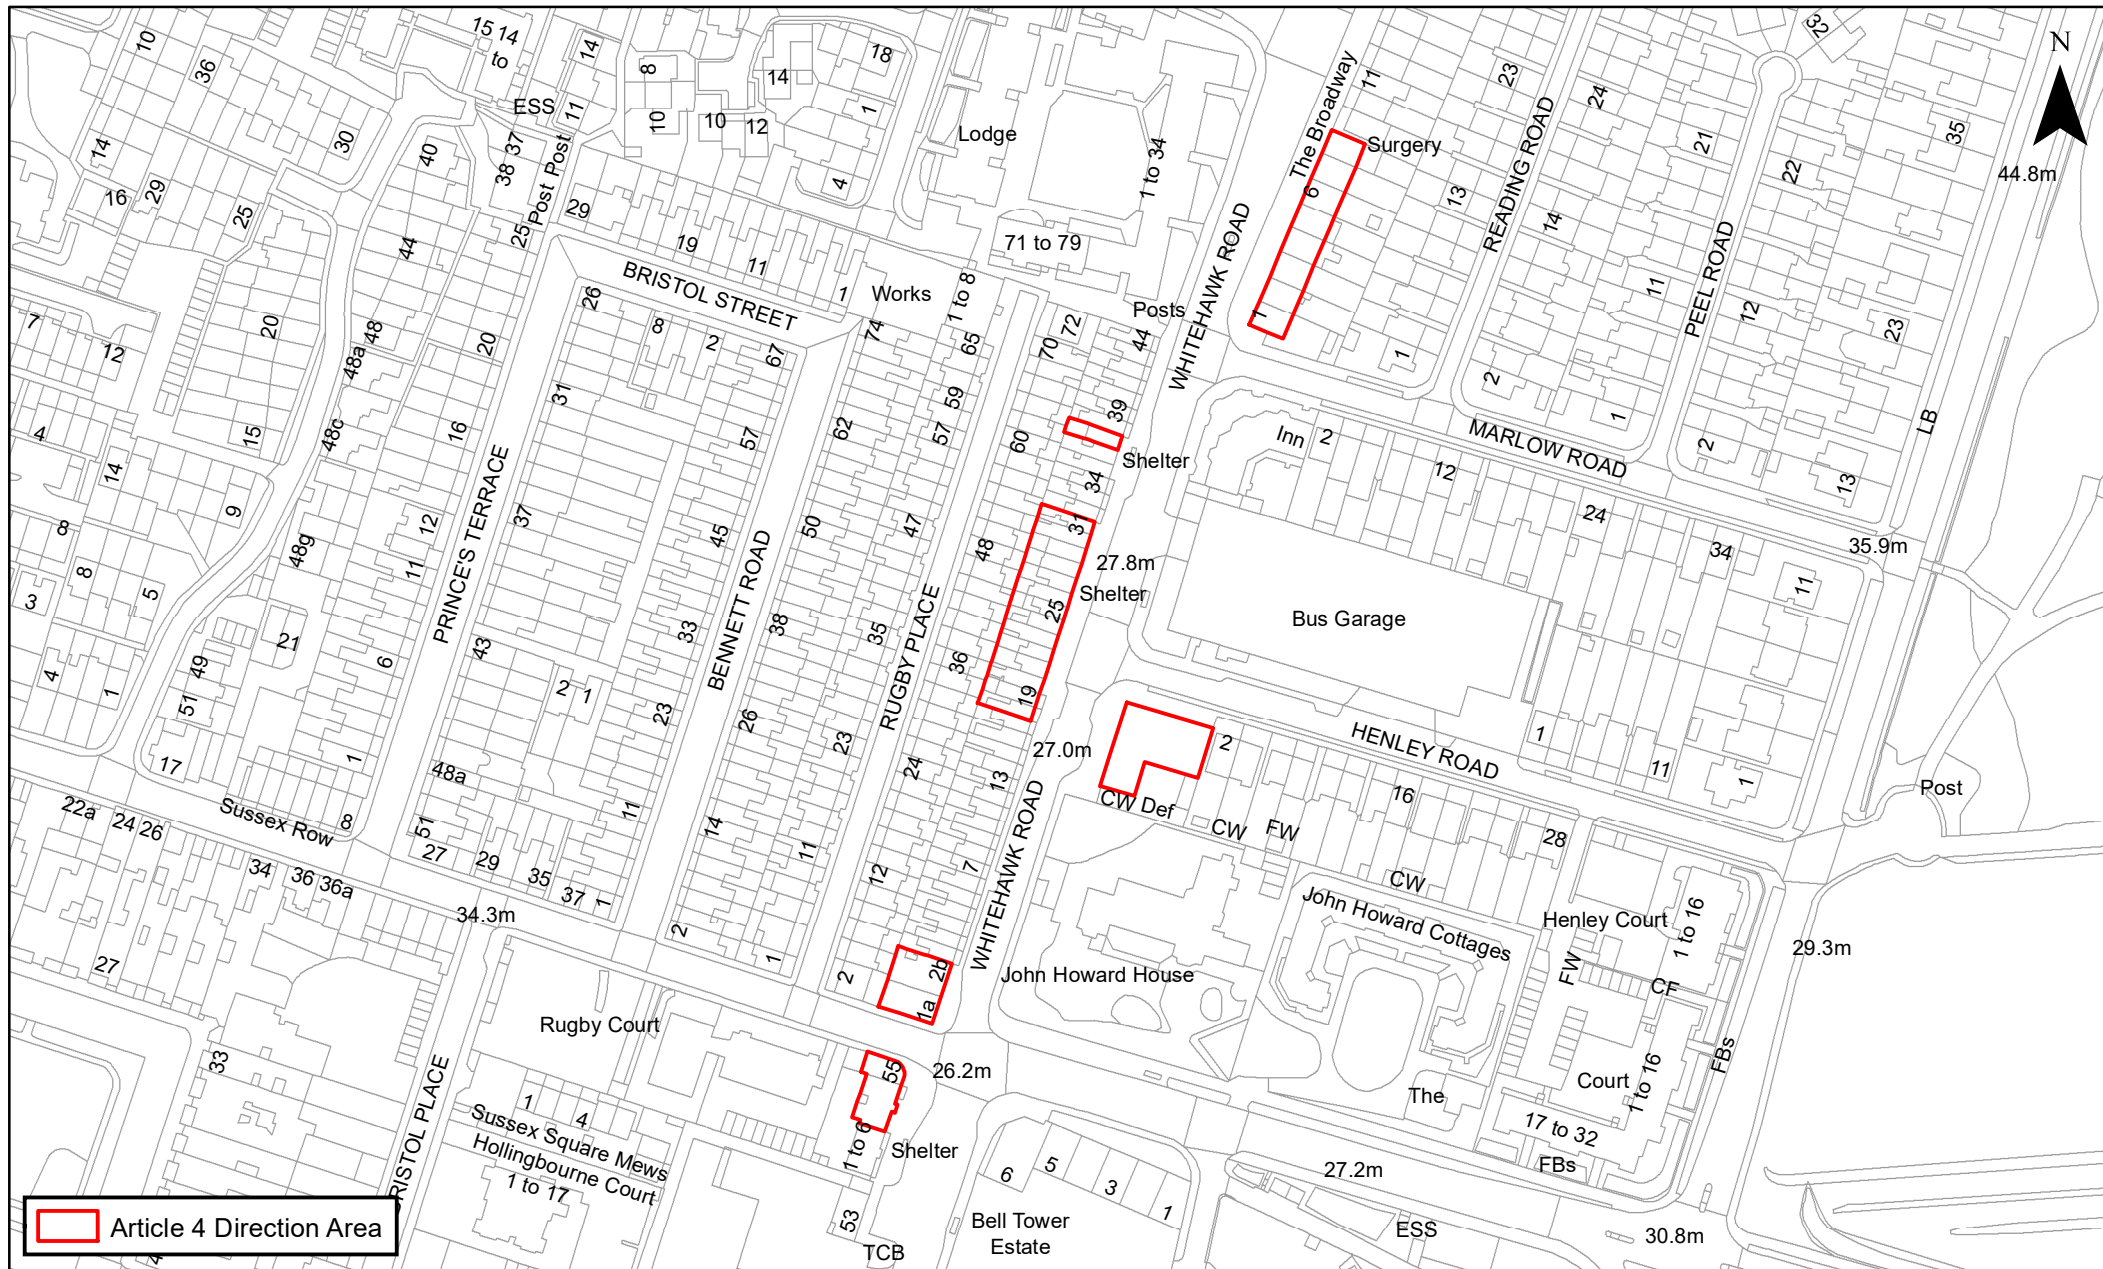 10
36
15 14
to
14
8
14
18
32
N
ESS
11
10
10
12
1
Lodge
1 to 34
The Broadway
11
Surgery
23
24
READING ROAD
21
35
44.8m
14
30
40
37
38
Post Post
16
29
25
29
4
6
13
14
22
25
44
19
11
71 to 79
WHITEHAWK ROAD
BRISTOL STREET
1
Works
1 to 8
Posts
11
PEEL ROAD
12
23
7
12
20
48
48a
20
26
8
2
67
74
65
70
72
44
1
1
2
1
31
59
39
4
15
48c
16
57
62
57
60
Shelter
Inn
2
MARLOW ROAD
12
2
LB
14
9
34
13
8
12
37
45
50
47
31
24
48g
PRINCE'S TERRACE
BENNETT ROAD
48
27.8m
34
35.9m
8
11
5
3
Shelter
25
11
Bus Garage
21
43
33
38
35
RUGBY PLACE
36
6
49
4
1
51
2
1
23
26
23
19
27.0m
2
HENLEY ROAD
1
11
1
17
1
48a
24
13
CW Def
16
Post
22a
24
26
Sussex Row
8
51
27
29
35
37
1
11
14
11
12
7
WHITEHAWK ROAD
CW
FW
28
34
36
36a
CW
34.3m
2
1
2
2b
1a
John Howard Cottages
Henley Court
1 to 16
29.3m
27
John Howard House
FW
CF
Rugby Court
33
55
26.2m
FBs
BRISTOL PLACE
1
4
Sussex Square Mews
Hollingbourne Court
1 to 17
1 to 6
Shelter
The
Court
1 to 16
17 to 32
FBs
27.2m
6
5
3
1
53
TCB
Bell Tower
Estate
ESS
30.8m
Article 4 Direction Area
4